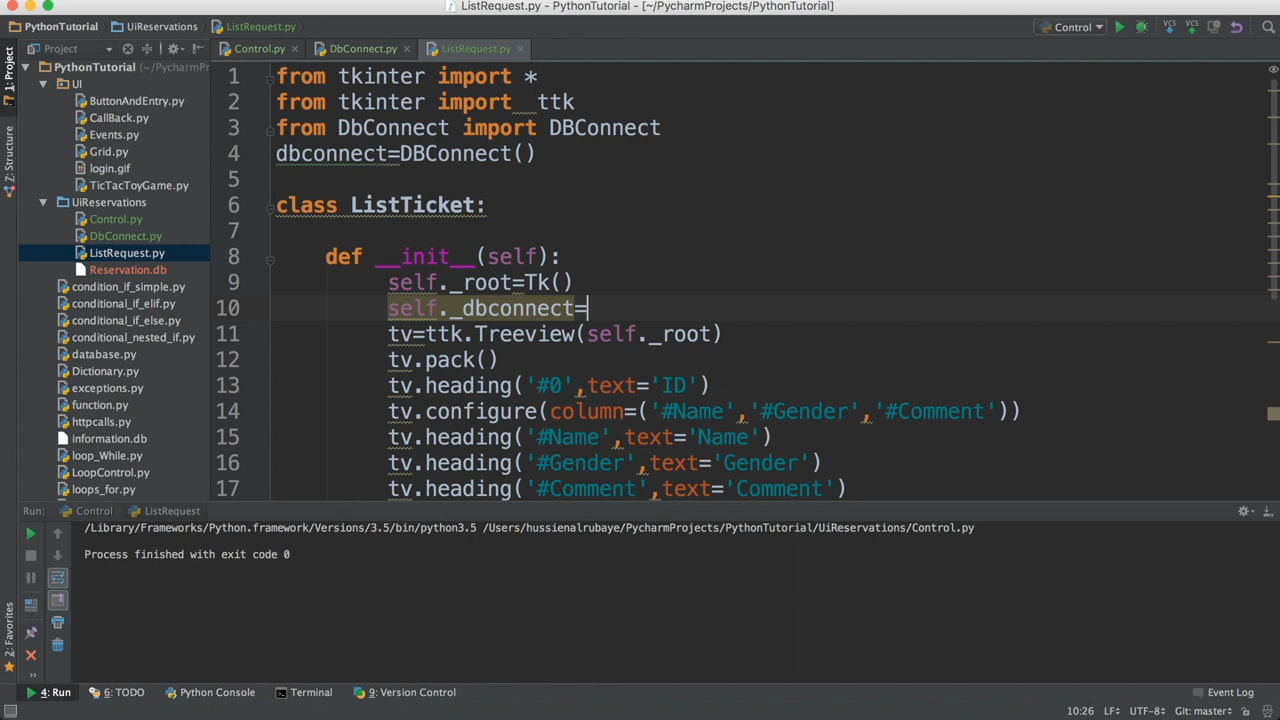 ListRequest.py - PythonTutorial - [~/PycharmProjects/PythonTutorial]
PythonTutorial UiReservations ListRequest.py Control
Project Control.py DbConnect.py ListRequest.py
1: Project
Z: Structure
2: Favorites
PythonTutorial (~/PycharmPr
UI
ButtonAndEntry.py
CallBack.py
Events.py
Grid.py
login.gif
TicTacToyGame.py
UiReservations
Control.py
DbConnect.py
ListRequest.py
Reservation.db
condition_if_simple.py
conditional_if_elif.py
conditional_if_else.py
conditional_nested_if.py
database.py
Dictionary.py
exceptions.py
function.py
httpcalls.py
information.db
loop_While.py
LoopControl.py
loops_for.py
1 from tkinter import *
2 from tkinter import  ttk
3 from DbConnect import DBConnect
4 dbconnect=DBConnect()
5
6 class ListTicket:
7
8 def __init__(self):
9 self._root=Tk()
10 self._dbconnect=
11 tv=ttk.Treeview(self._root)
12 tv.pack()
13 tv.heading('#0',text='ID')
14 tv.configure(column=('#Name','#Gender','#Comment'))
15 tv.heading('#Name',text='Name')
16 tv.heading('#Gender',text='Gender')
17 tv.heading('#Comment',text='Comment')
VCS VCS
Run: Control ListRequest
/Library/Frameworks/Python.framework/Versions/3.5/bin/python3.5 /Users/hussienalrubaye/PycharmProjects/PythonTutorial/UiReservations/Control.py
Process finished with exit code 0
4: Run 6: TODO Python Console Terminal 9: Version Control Event Log
10:26 LF UTF-8 Git: master